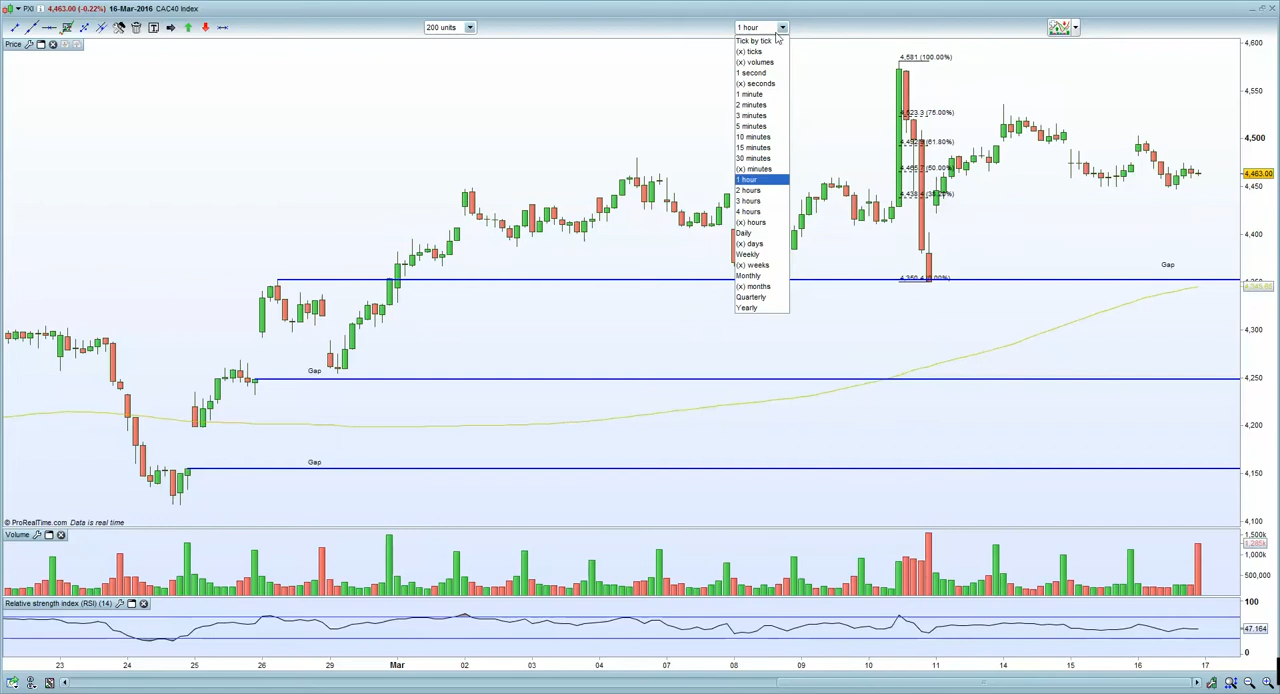 PXI 4,463.00 (-0.22%) 16-Mar-2016 CAC40 Index
200 units
1 hour
Price
Tick by tick
(x) ticks
(x) volumes
1 second
(x) seconds
1 minute
2 minutes
3 minutes
5 minutes
10 minutes
15 minutes
30 minutes
(x) minutes
1 hour
2 hours
3 hours
4 hours
(x) hours
Daily
(x) days
Weekly
(x) weeks
Monthly
(x) months
Quarterly
Yearly
4,581 (100.00%)
(75.00%)
(61.80%)
(50.00%)
Gap
Gap
Gap
4,600
4,550
4,500
4,463.00
4,450
4,400
4,350
4,300
4,250
4,200
4,150
4,100
© ProRealTime.com Data is real time
Volume
1,500k
1,000k
500,000
Relative strength index (RSI) (14)
100
47.164
0
23 24 25 26 29 Mar 02 03 04 07 08 09 10 11 14 15 16 17